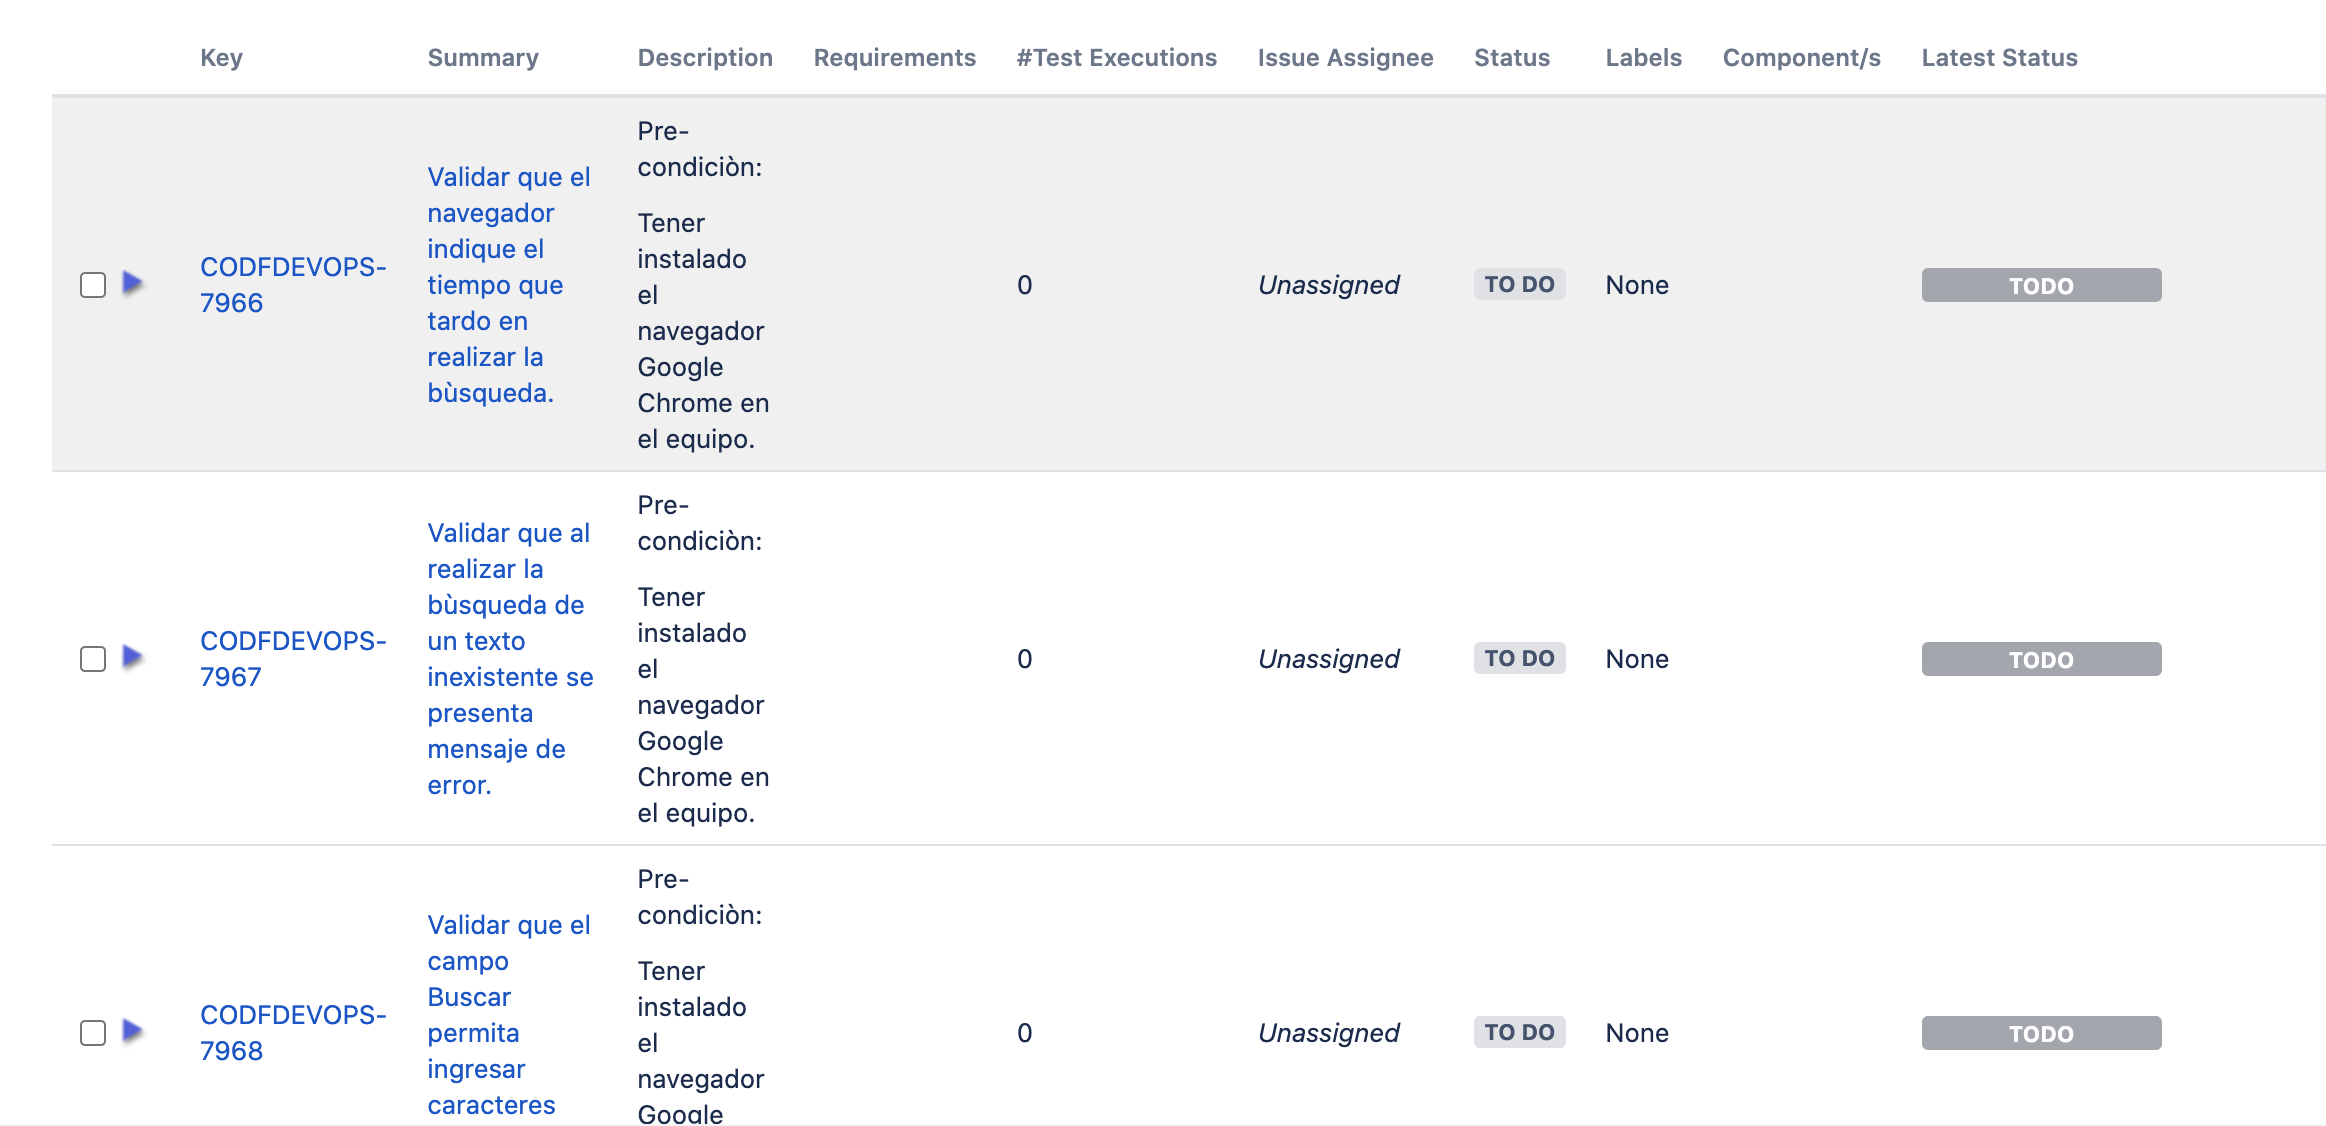 Key Summary Description Requirements #Test Executions Issue Assignee Status Labels Component/s Latest Status
CODFDEVOPS-
7966
Validar que el
navegador
indique el
tiempo que
tardo en
realizar la
bùsqueda.
Pre-
condiciòn:
Tener
instalado
el
navegador
Google
Chrome en
el equipo.
0
Unassigned
TO DO
None
TODO
CODFDEVOPS-
7967
Validar que al
realizar la
bùsqueda de
un texto
inexistente se
presenta
mensaje de
error.
Pre-
condiciòn:
Tener
instalado
el
navegador
Google
Chrome en
el equipo.
0
Unassigned
TO DO
None
TODO
CODFDEVOPS-
7968
Validar que el
campo
Buscar
permita
ingresar
caracteres
Pre-
condiciòn:
Tener
instalado
el
navegador
Google
0
Unassigned
TO DO
None
TODO